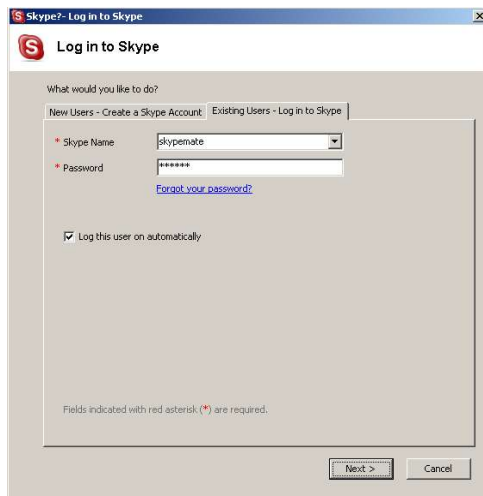 Skype?- Log in to Skype
S Log in to Skype
What would you like to do?
New Users - Create a Skype Account Existing Users - Log in to Skype
* Skype Name skypemate
* Password ******
Forgot your password?
Log this user on automatically
Fields indicated with red asterisk (*) are required.
Next > Cancel